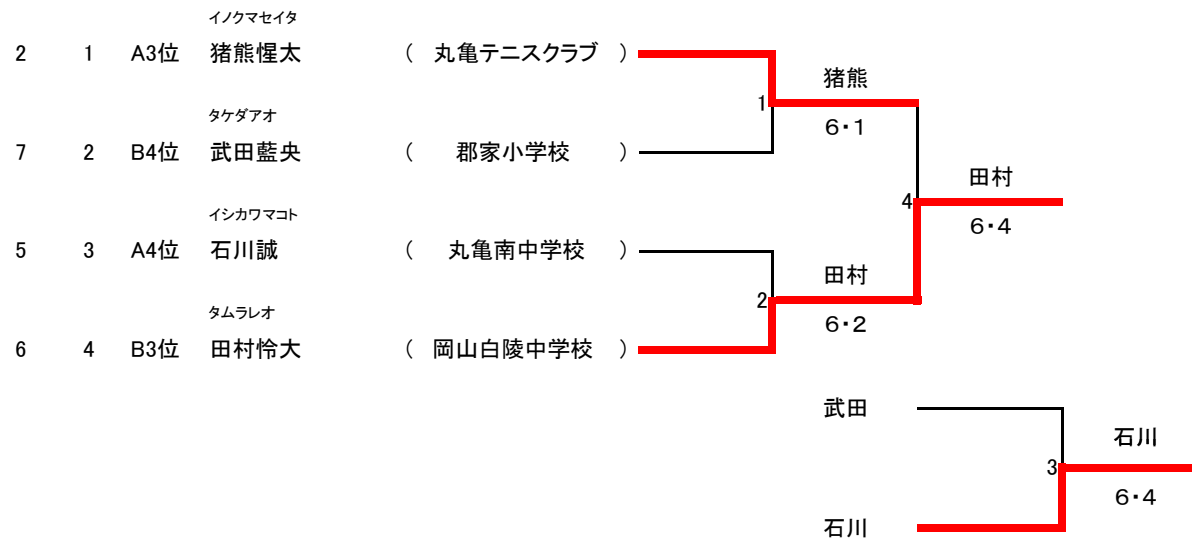 イノクマセイタ
2 1 A3位 猪熊惺太 ( 丸亀テニスクラブ )
猪熊
1
6・1
タケダアオ
7 2 B4位 武田藍央 ( 郡家小学校 )
田村
4
6・4
イシカワマコト
5 3 A4位 石川誠 ( 丸亀南中学校 )
田村
2
6・2
タムラレオ
6 4 B3位 田村怜大 ( 岡山白陵中学校 )
武田
石川
3
6・4
石川